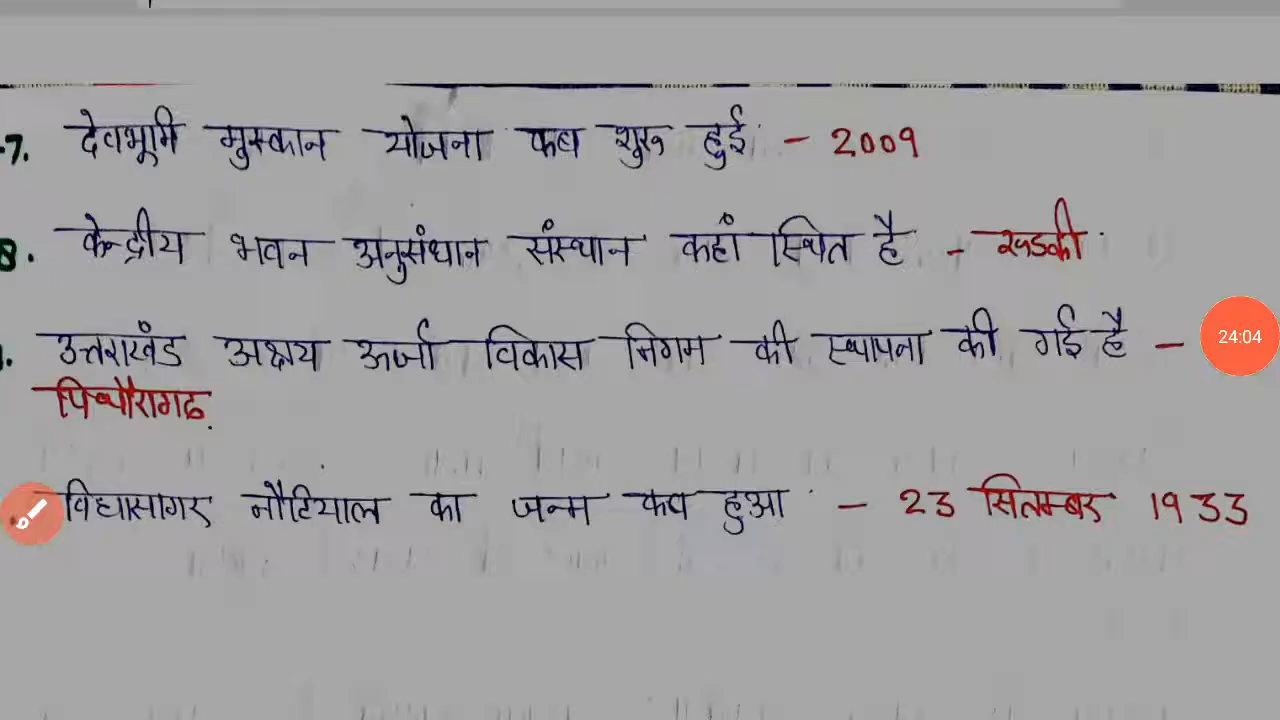 7. देवभूमि मुस्कान योजना कब शुरू हुई - 2009
8. केन्द्रीय भवन अनुसंधान संस्थान कहां स्थित है - रूडकी
उत्तराखंड अक्षय ऊर्जा विकास निगम की स्थापना की गई है -
पिथौरागढ.
विद्यासागर नौटियाल का जन्म कब हुआ - 23 सितम्बर 1933
24:04